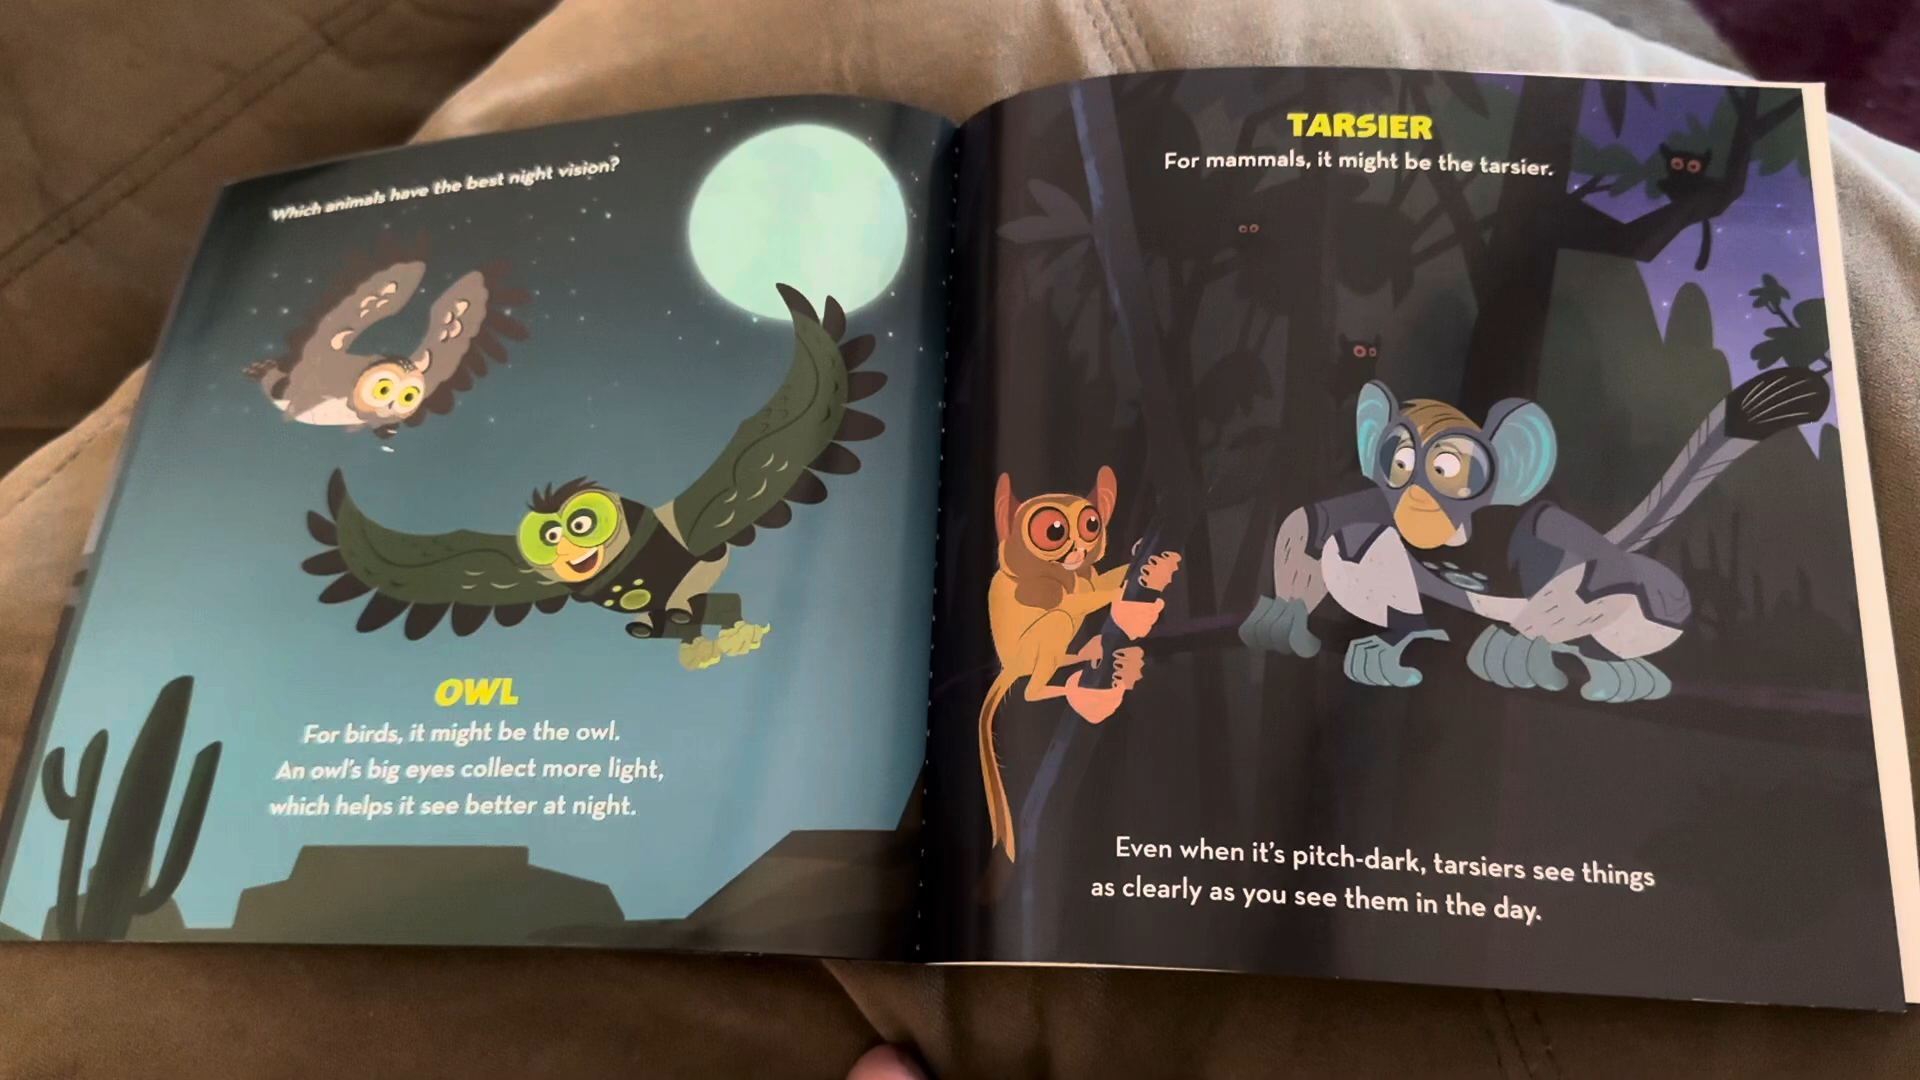 Which animals have the best night vision?
OWL
For birds, it might be the owl.
An owl's big eyes collect more light,
which helps it see better at night.
TARSIER
For mammals, it might be the tarsier.
Even when it's pitch-dark, tarsiers see things
as clearly as you see them in the day.